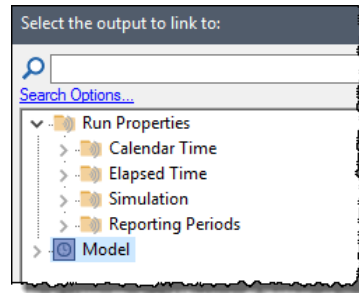 Select the output to link to:
Search Options...
Run Properties
Calendar Time
Elapsed Time
Simulation
Reporting Periods
Model